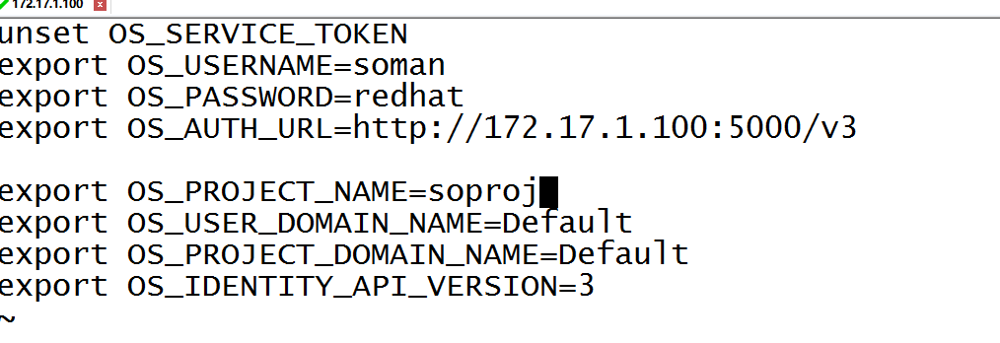 172.17.1.100
unset OS_SERVICE_TOKEN
export OS_USERNAME=soman
export OS_PASSWORD=redhat
export OS_AUTH_URL=http://172.17.1.100:5000/v3
export OS_PROJECT_NAME=soproj
export OS_USER_DOMAIN_NAME=Default
export OS_PROJECT_DOMAIN_NAME=Default
export OS_IDENTITY_API_VERSION=3
~